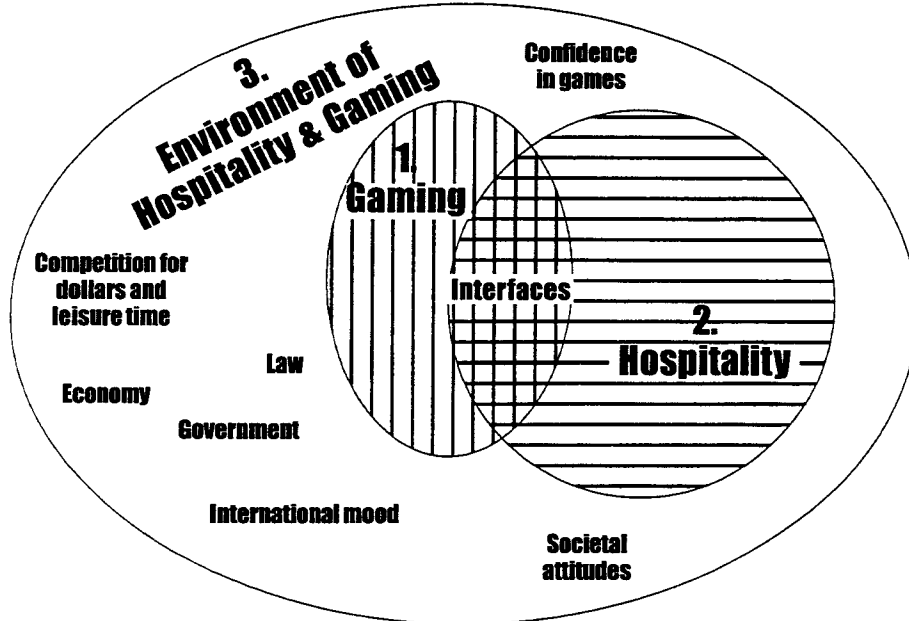 3.
Environment of
Hospitality & Gaming
Confidence
in games
1.
Gaming
Competition for
dollars and
leisure time
Interfaces
2.
Hospitality
Law
Economy
Government
International mood
Societal
attitudes